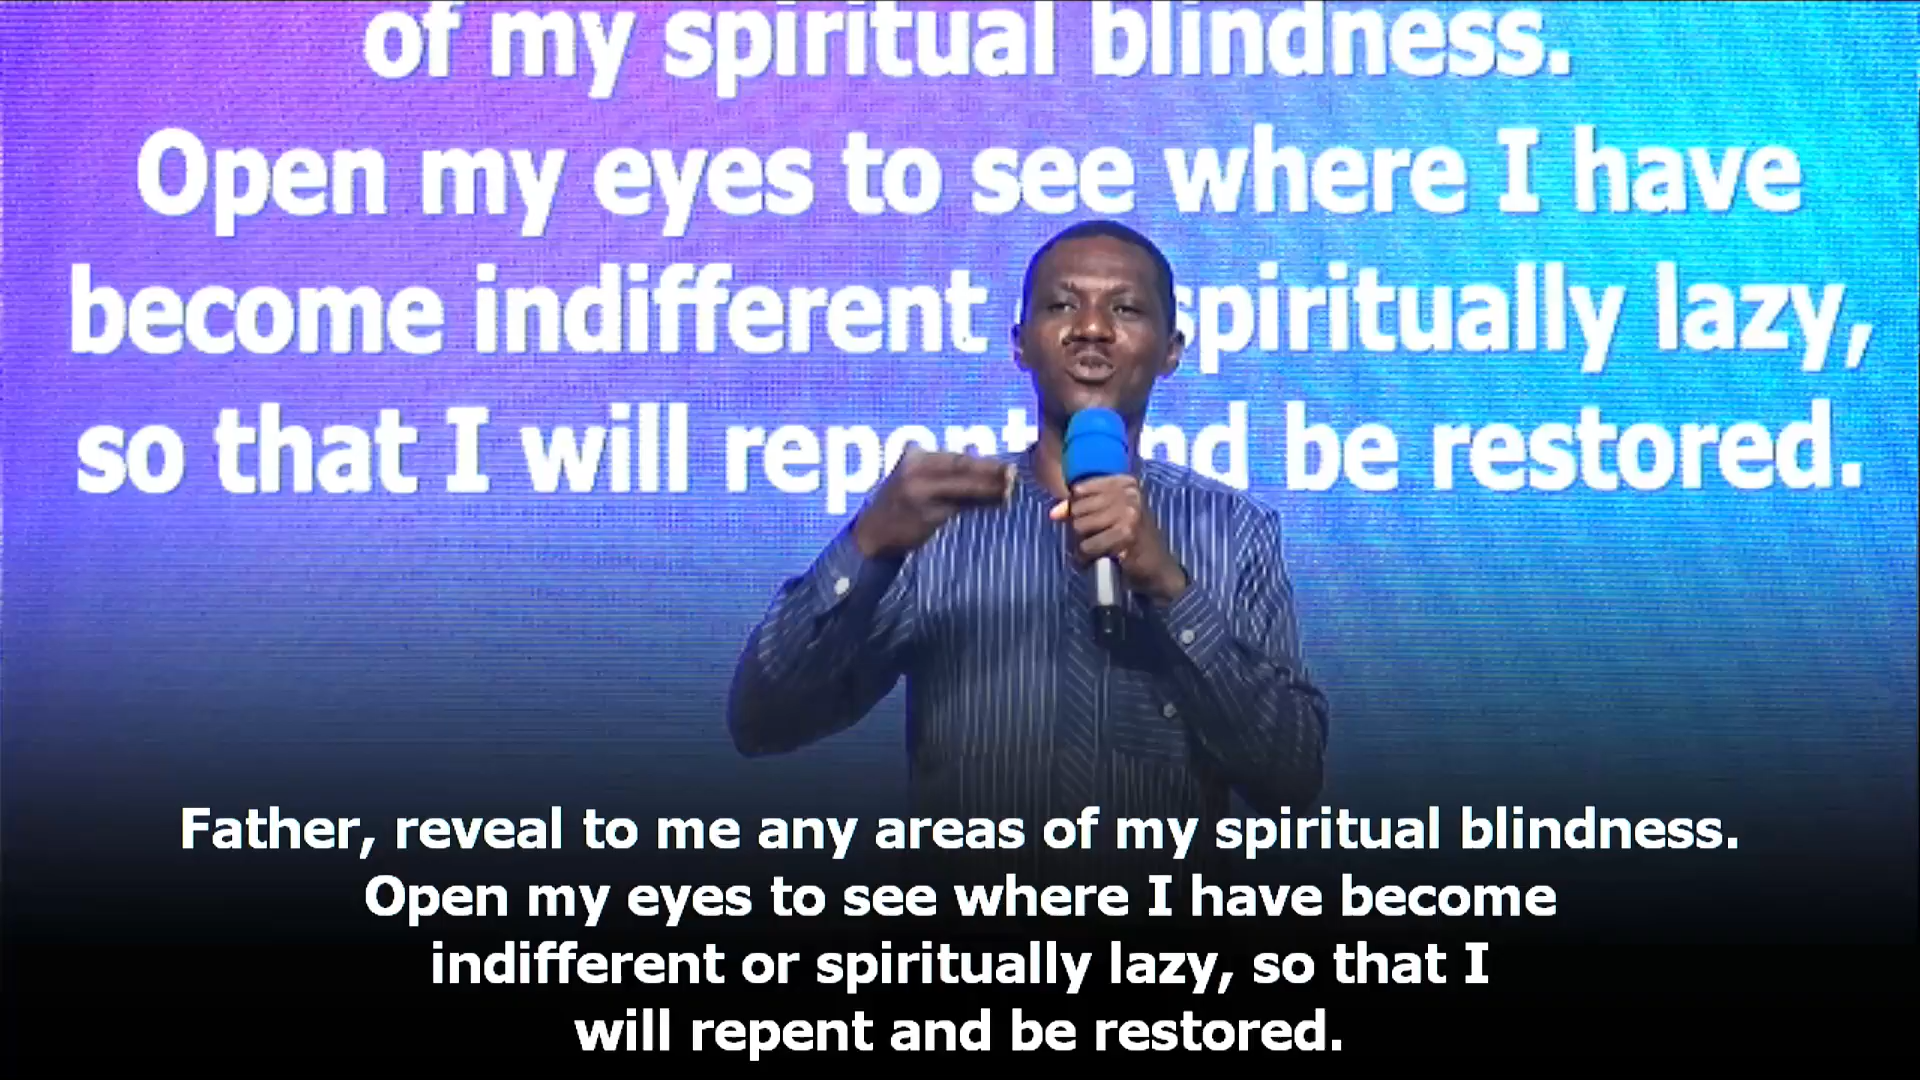 of my spiritual blindness.
Open my eyes to see where I have
become indifferent spiritually lazy,
so that I will repent and be restored.
Father, reveal to me any areas of my spiritual blindness.
Open my eyes to see where I have become
indifferent or spiritually lazy, so that I
will repent and be restored.